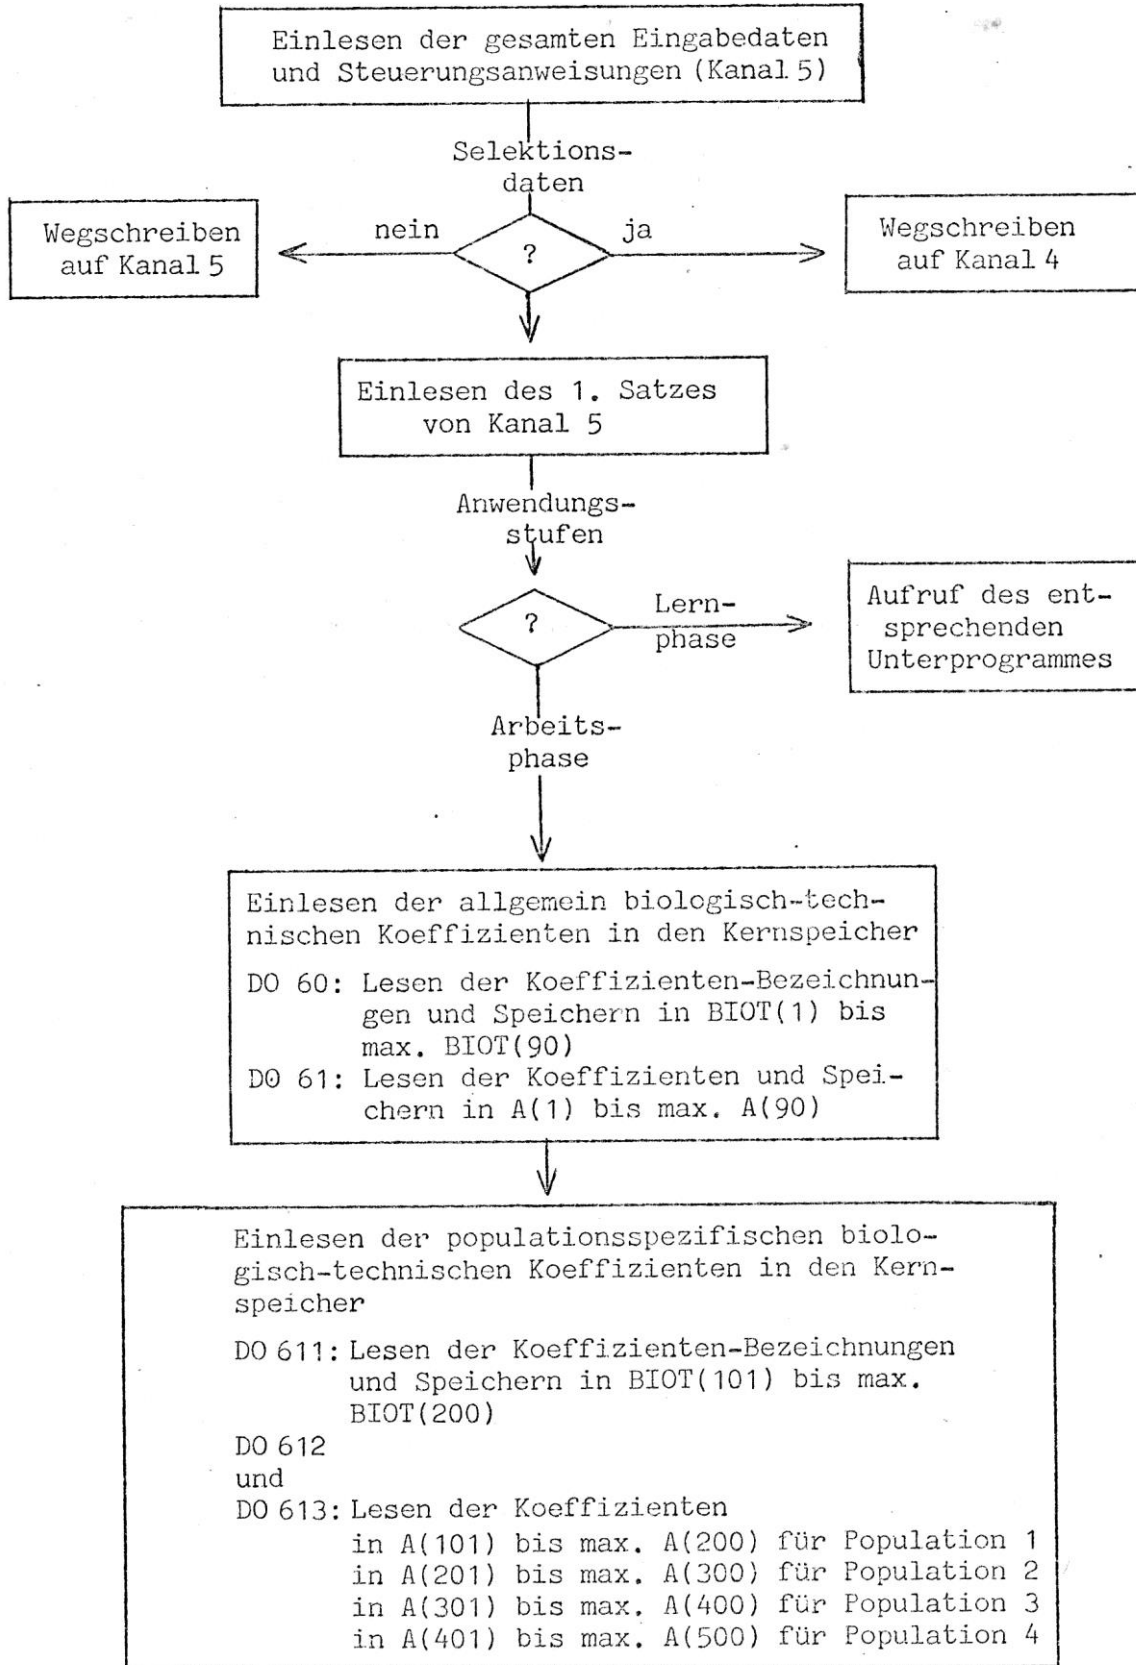 Einlesen der gesamten Eingabedaten
und Steuerungsanweisungen (Kanal 5)
Selektions-
daten
Wegschreiben
auf Kanal 5
nein
?
ja
Wegschreiben
auf Kanal 4
Einlesen des 1. Satzes
von Kanal 5
Anwendungs-
stufen
?
Lern-
phase
Aufruf des ent-
sprechenden
Unterprogrammes
Arbeits-
phase
Einlesen der allgemein biologisch-tech-
nischen Koeffizienten in den Kernspeicher
DO 60: Lesen der Koeffizienten-Bezeichnun-
gen und Speichern in BIOT(1) bis
max. BIOT(90)
DO 61: Lesen der Koeffizienten und Spei-
chern in A(1) bis max. A(90)
Einlesen der populationsspezifischen biolo-
gisch-technischen Koeffizienten in den Kern-
speicher
DO 611: Lesen der Koeffizienten-Bezeichnungen
und Speichern in BIOT(101) bis max.
BIOT(200)
DO 612
und
DO 613: Lesen der Koeffizienten
in A(101) bis max. A(200) für Population 1
in A(201) bis max. A(300) für Population 2
in A(301) bis max. A(400) für Population 3
in A(401) bis max. A(500) für Population 4